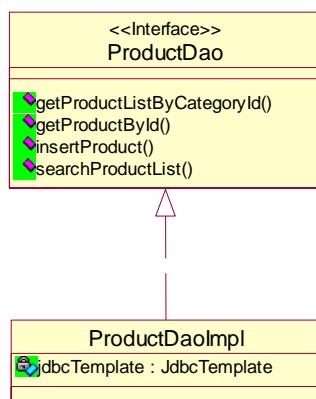 <<Interface>>
ProductDao
getProductListByCategoryId()
getProductById()
insertProduct()
searchProductList()
ProductDaoImpl
jdbcTemplate : JdbcTemplate